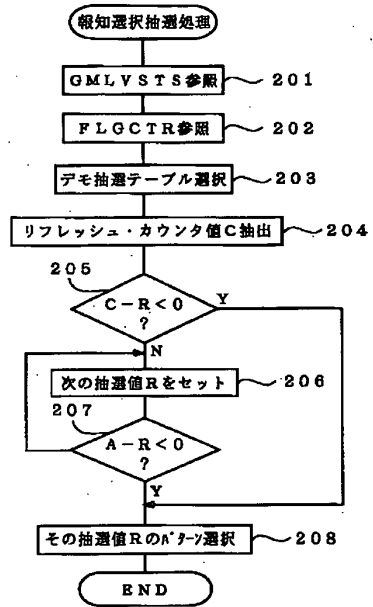 報知選択抽選処理
GMLVSTS参照
201
FLGCTR参照
202
デモ抽選テーブル選択
203
リフレッシュ・カウンタ値C抽出
204
205
C-R<0
?
Y
N
次の抽選値Rをセット
206
207
A-R<0
?
Y
その抽選値Rのパターン選択
208
END